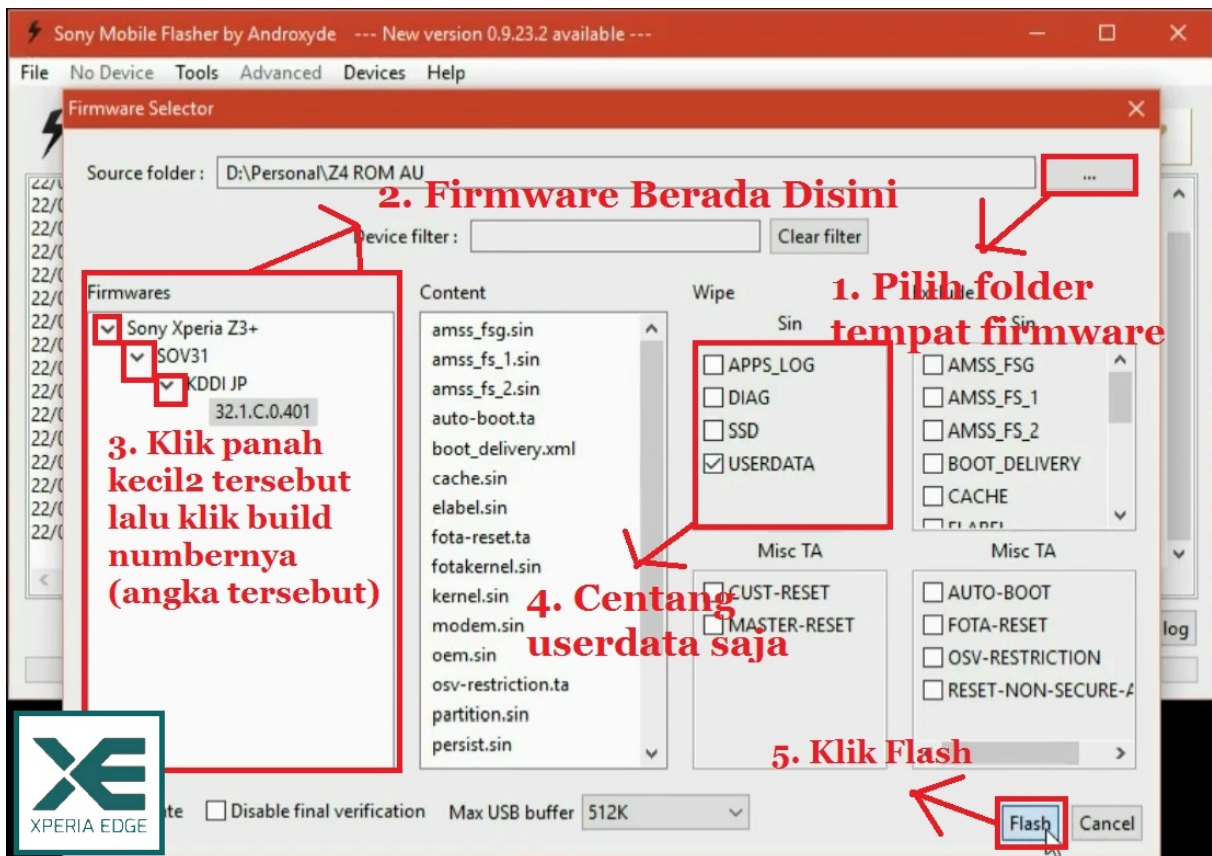 Sony Mobile Flasher by Androxyde --- New version 0.9.23.2 available ---
File No Device Tools Advanced Devices Help
Firmware Selector
Source folder : D:\Personal\Z4 ROM AU ...
2. Firmware Berada Disini
Device filter : Clear filter
1. Pilih folder
tempat firmware
Firmwares
Sony Xperia Z3+
SOV31
KDDI JP
32.1.C.0.401
3. Klik panah
kecil2 tersebut
lalu klik build
numbernya
(angka tersebut)
Content
amss_fsg.sin
amss_fs_1.sin
amss_fs_2.sin
auto-boot.ta
boot_delivery.xml
cache.sin
elabel.sin
fota-reset.ta
fotakernel.sin
kernel.sin
modem.sin
oem.sin
osv-restriction.ta
partition.sin
persist.sin
Wipe
Sin
APPS_LOG
DIAG
SSD
USERDATA
Misc TA
CUST-RESET
MASTER-RESET
4. Centang
userdata saja
Exclude
Sin
AMSS_FSG
AMSS_FS_1
AMSS_FS_2
BOOT_DELIVERY
CACHE
Misc TA
AUTO-BOOT
FOTA-RESET
OSV-RESTRICTION
RESET-NON-SECURE-A
log
5. Klik Flash
Disable final verification Max USB buffer 512K
Flash Cancel
XE
XPERIA EDGE